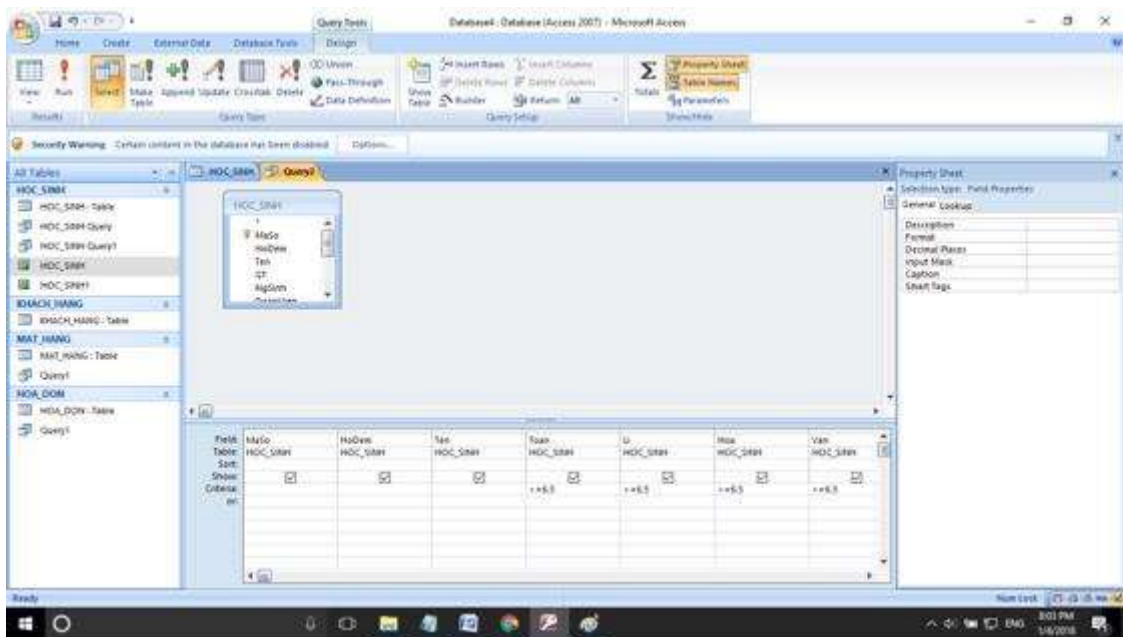 Query Tools
Database4 : Database (Access 2007) - Microsoft Access
Home Create External Data Database Tools Design
View Run Select Make Table Append Update Crosstab Delete
Union
Pass-Through
Data Definition
Show Table
Insert Rows
Delete Rows
Builder
Insert Columns
Delete Columns
Return: All
Totals
Property Sheet
Table Names
Parameters
Results Query Type Query Setup Show/Hide
Security Warning Certain content in the database has been disabled Options...
All Tables
HOC_SINH
HOC_SINH : Table
HOC_SINH Query
HOC_SINH Query1
HOC_SINH
HOC_SINH1
KHACH_HANG
KHACH_HANG : Table
MAT_HANG
MAT_HANG : Table
Query1
HOA_DON
HOA_DON : Table
Query1
HOC_SINH
HOC_SINH
*
MaSo
HoDem
Ten
GT
NgSinh
Property Sheet
Selection type: Field Properties
General Lookup
Description
Format
Decimal Places
Input Mask
Caption
Smart Tags
Field: MaSo HoDem Ten Toan Li Hoa Van
Table: HOC_SINH HOC_SINH HOC_SINH HOC_SINH HOC_SINH HOC_SINH HOC_SINH
Sort:
Show:
Criteria: >=6.5 >=6.5 >=6.5 >=6.5
or:
Ready
Num Lock
ENG
8:03 PM
1/6/2018